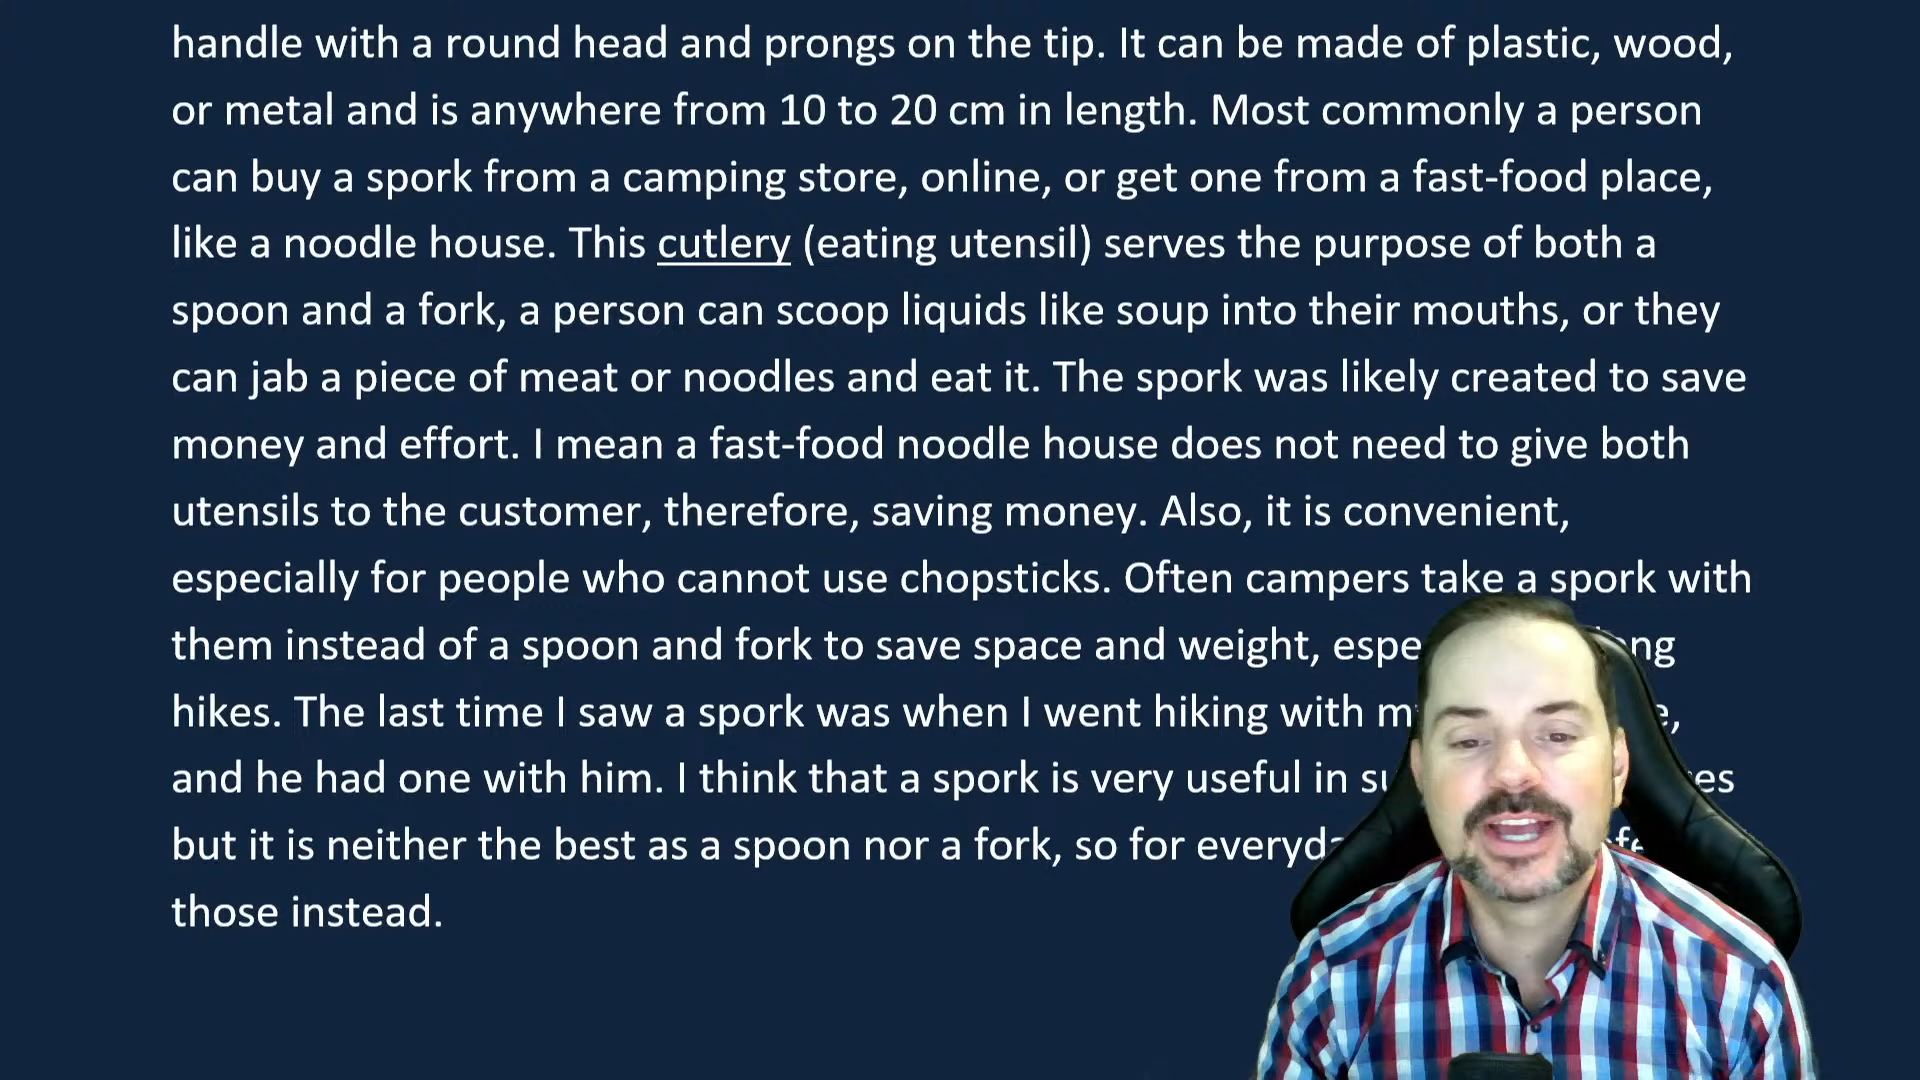 handle with a round head and prongs on the tip. It can be made of plastic, wood,
or metal and is anywhere from 10 to 20 cm in length. Most commonly a person
can buy a spork from a camping store, online, or get one from a fast-food place,
like a noodle house. This cutlery (eating utensil) serves the purpose of both a
spoon and a fork, a person can scoop liquids like soup into their mouths, or they
can jab a piece of meat or noodles and eat it. The spork was likely created to save
money and effort. I mean a fast-food noodle house does not need to give both
utensils to the customer, therefore, saving money. Also, it is convenient,
especially for people who cannot use chopsticks. Often campers take a spork with
them instead of a spoon and fork to save space and weight,
hikes. The last time I saw a spork was when I went hiking with
and he had one with him. I think that a spork is very useful in
but it is neither the best as a spoon nor a fork, so for
those instead.